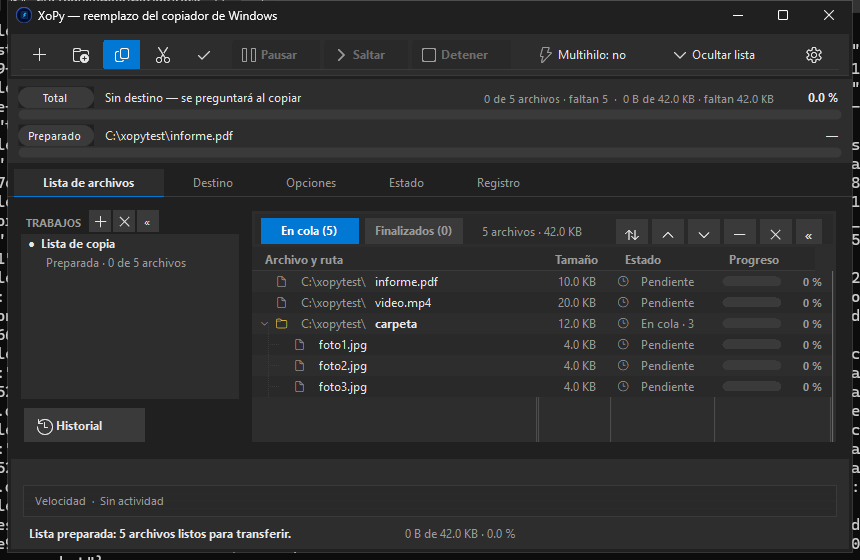 XoPy — reemplazo del copiador de Windows
Pausar Saltar Detener Multihilo: no Ocultar lista
Total Sin destino — se preguntará al copiar 0 de 5 archivos · faltan 5 · 0 B de 42.0 KB · faltan 42.0 KB 0.0 %
Preparado C:\xopytest\informe.pdf —
Lista de archivos Destino Opciones Estado Registro
TRABAJOS + × «
En cola (5) Finalizados (0) 5 archivos · 42.0 KB «
• Lista de copia
Preparada · 0 de 5 archivos
Archivo y ruta Tamaño Estado Progreso
C:\xopytest\ informe.pdf 10.0 KB Pendiente 0 %
C:\xopytest\ video.mp4 20.0 KB Pendiente 0 %
C:\xopytest\ carpeta 12.0 KB En cola · 3 0 %
foto1.jpg 4.0 KB Pendiente 0 %
foto2.jpg 4.0 KB Pendiente 0 %
foto3.jpg 4.0 KB Pendiente 0 %
Historial
Velocidad · Sin actividad
Lista preparada: 5 archivos listos para transferir. 0 B de 42.0 KB · 0.0 %